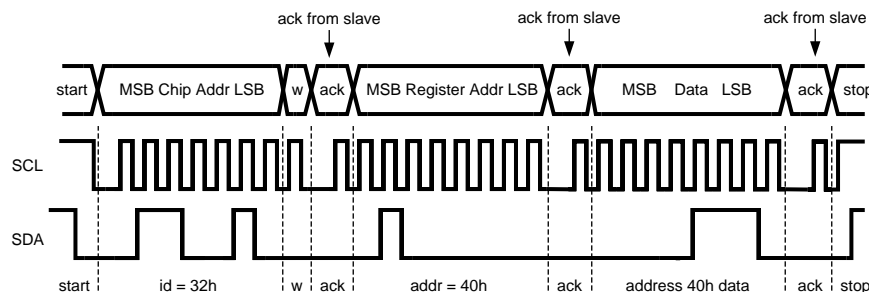 ack from slave ack from slave ack from slave
start MSB Chip Addr LSB w ack MSB Register Addr LSB ack MSB Data LSB ack stop
SCL
SDA
start id = 32h w ack addr = 40h ack address 40h data ack stop